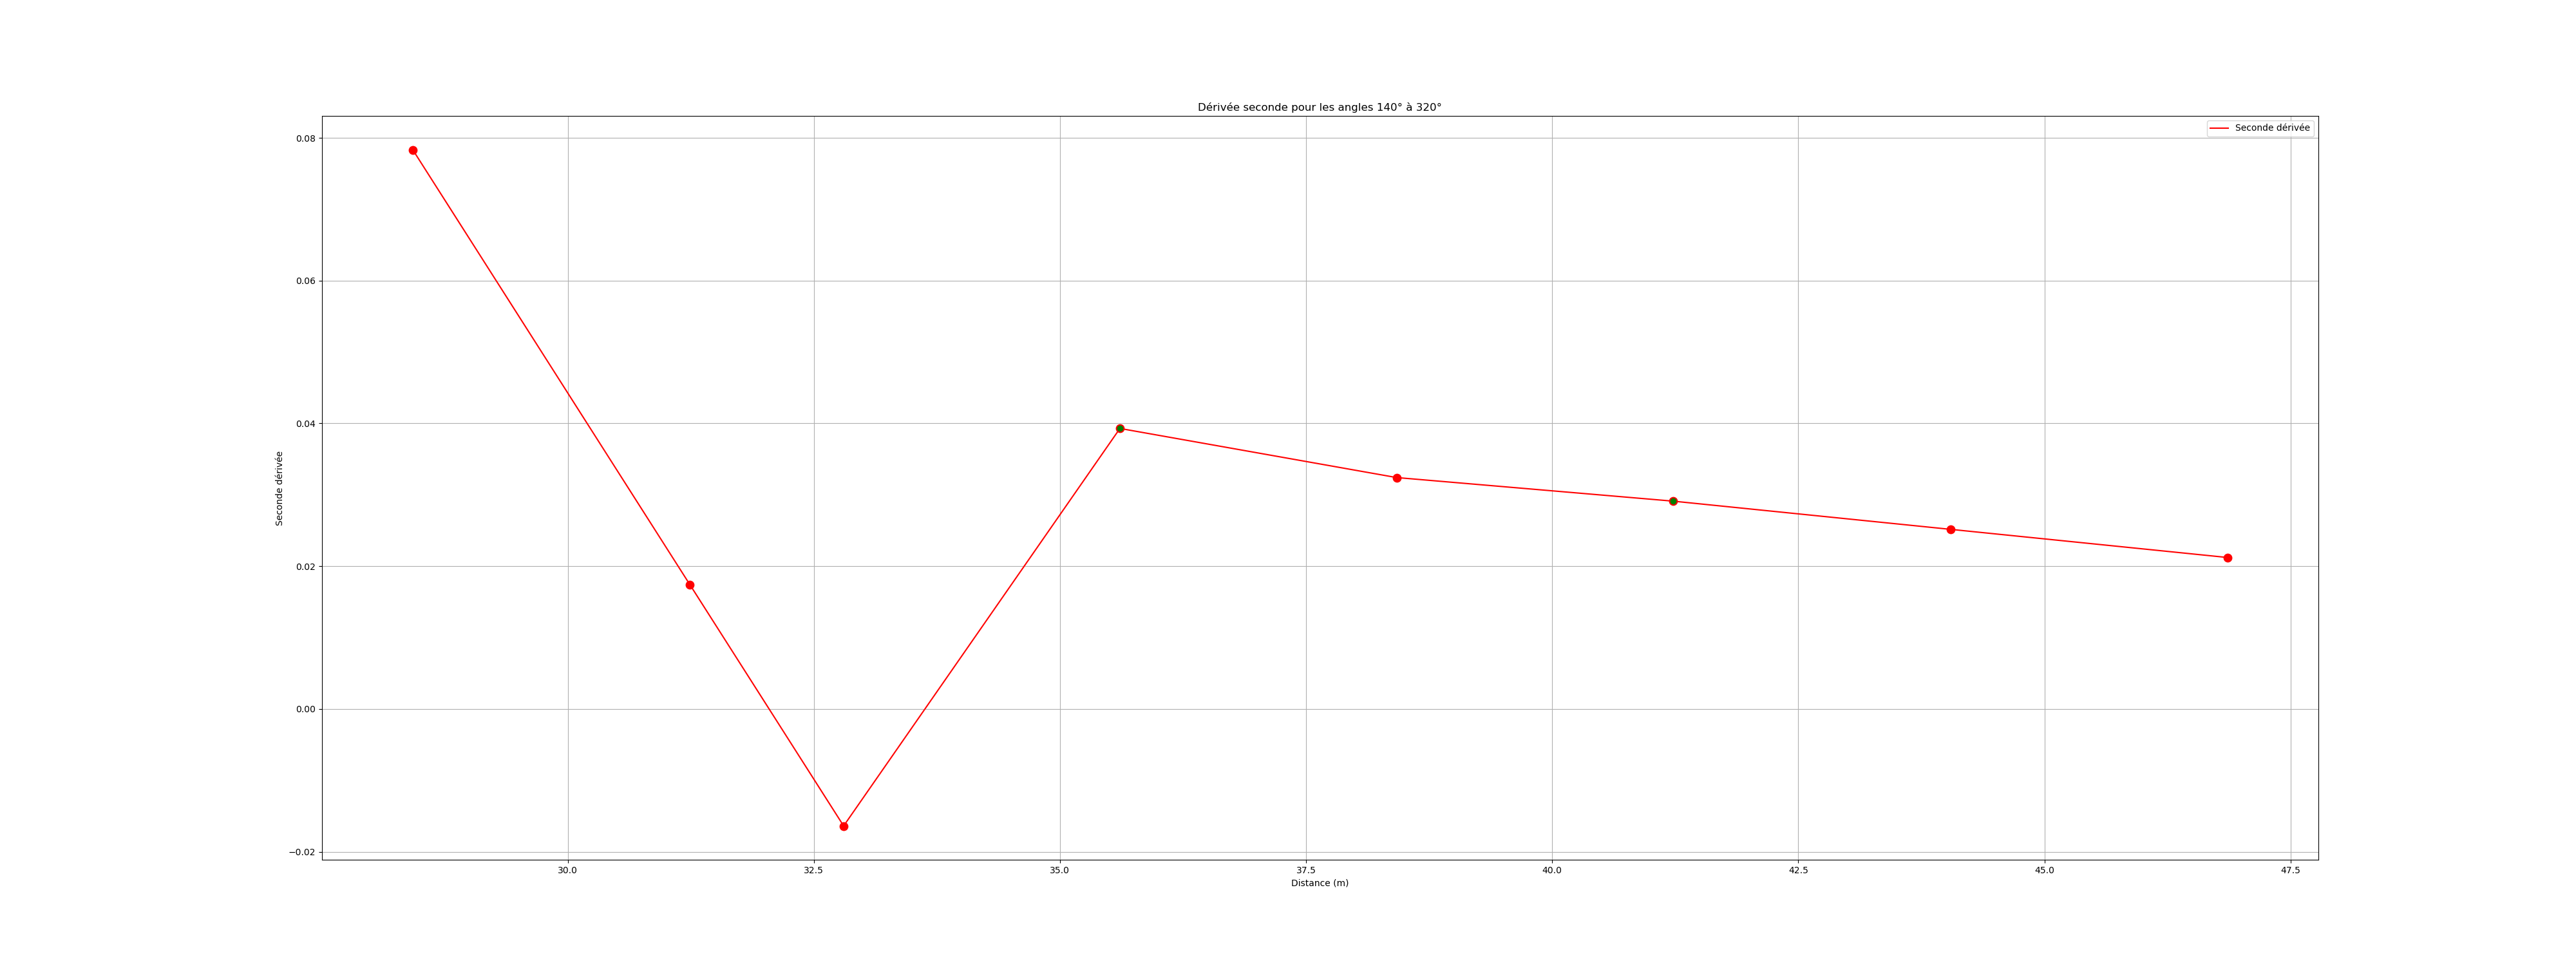 Dérivée seconde pour les angles 140° à 320°
Seconde dérivée
0.08
0.06
0.04
0.02
0.00
−0.02
Seconde dérivée
30.0 32.5 35.0 37.5 40.0 42.5 45.0 47.5
Distance (m)